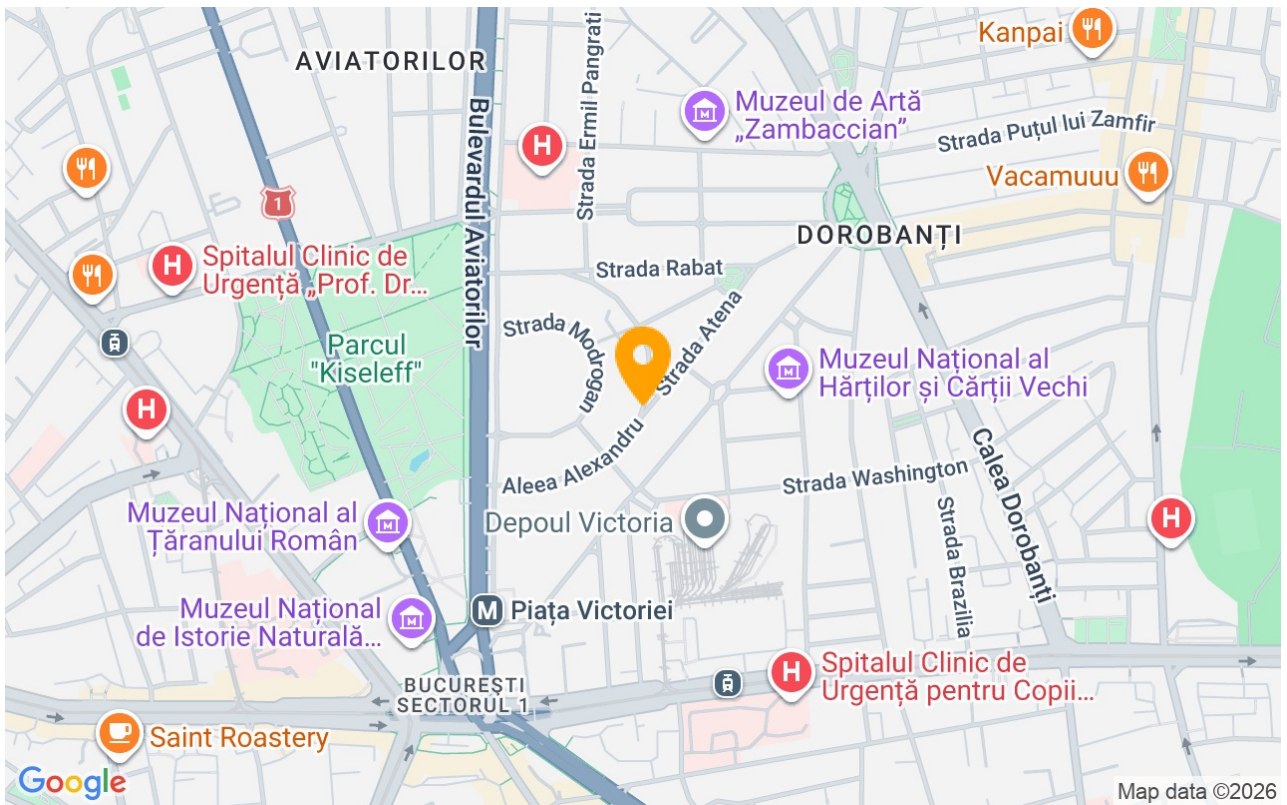 Kanpai
AVIATORILOR
Strada Ermil Pangrati
Muzeul de Artă
„Zambaccian”
Strada Puțul lui Zamfir
Bulevardul Aviatorilor
H
Vacamuuu
1
DOROBANȚI
H
Spitalul Clinic de
Urgență „Prof. Dr...
Strada Rabat
Strada Modrogan
Strada Atena
Parcul
"Kiseleff"
Muzeul Național al
Hărților și Cărții Vechi
H
Aleea Alexandru
Calea Dorobanți
Strada Washington
Muzeul Național al
Țăranului Român
Depoul Victoria
H
Strada Brazilia
Muzeul Național
de Istorie Naturală...
M
Piața Victoriei
H
Spitalul Clinic de
Urgență pentru Copii...
BUCUREȘTI
SECTORUL 1
Saint Roastery
Google
Map data ©2026